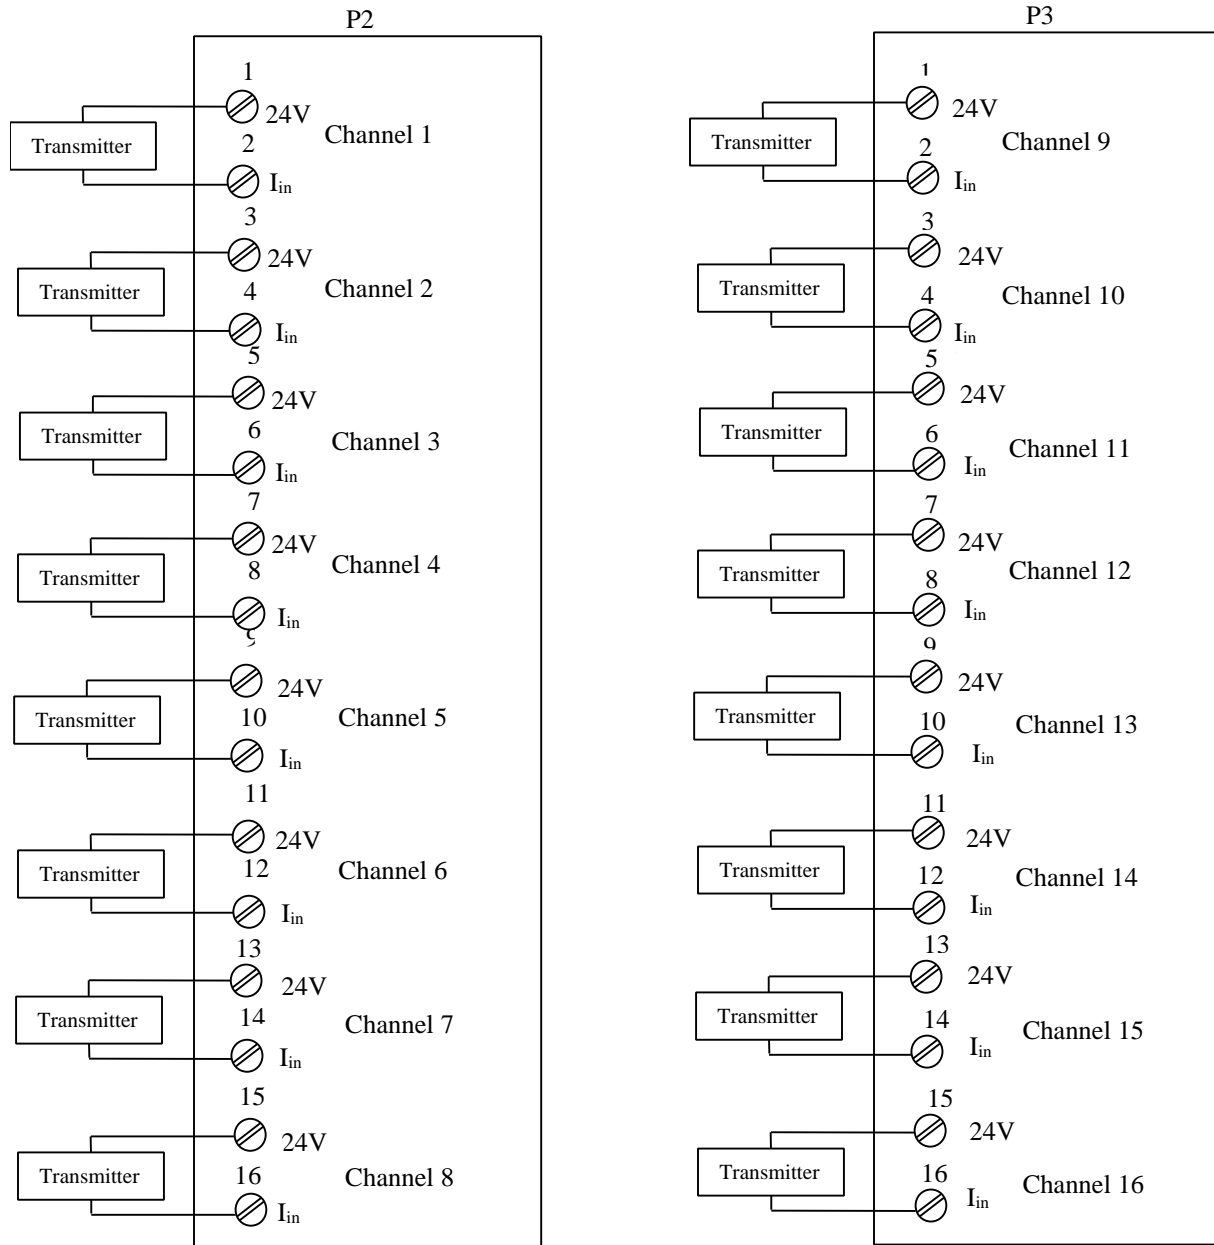 P2
1
24V
Transmitter
Channel 1
2
Iin
3
24V
Transmitter
Channel 2
4
Iin
5
24V
Transmitter
Channel 3
6
Iin
7
24V
Transmitter
Channel 4
8
Iin
9
24V
Transmitter
Channel 5
10
Iin
11
24V
Transmitter
Channel 6
12
Iin
13
24V
Transmitter
Channel 7
14
Iin
15
24V
Transmitter
Channel 8
16
Iin
P3
1
24V
Transmitter
Channel 9
2
Iin
3
24V
Transmitter
Channel 10
4
Iin
5
24V
Transmitter
Channel 11
6
Iin
7
24V
Transmitter
Channel 12
8
Iin
9
24V
Transmitter
Channel 13
10
Iin
11
24V
Transmitter
Channel 14
12
Iin
13
24V
Transmitter
Channel 15
14
Iin
15
24V
Transmitter
Channel 16
16
Iin